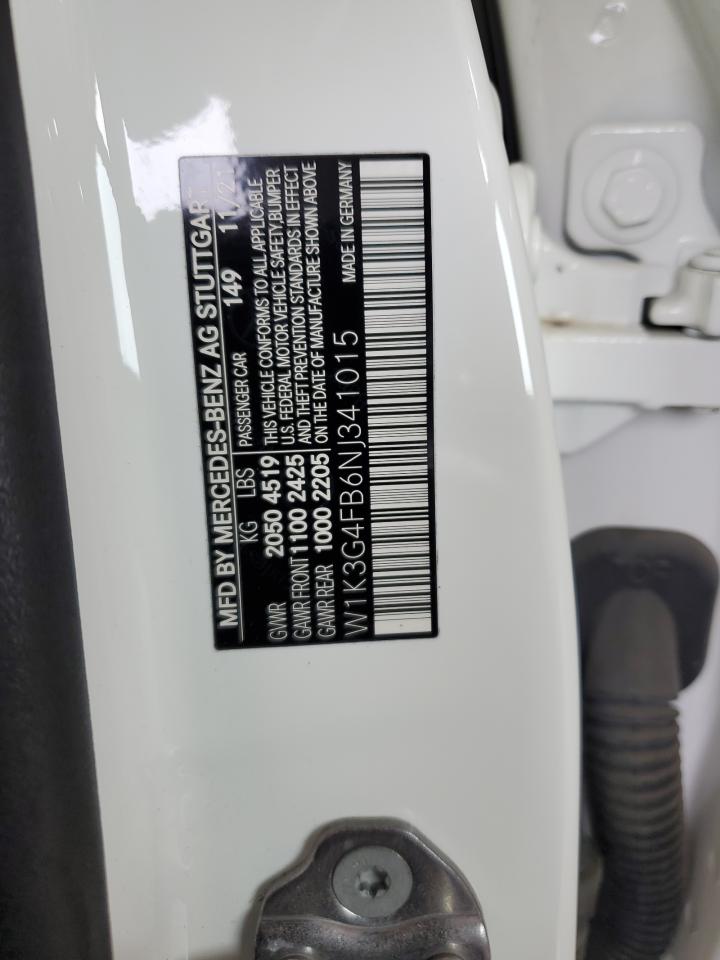 MFD BY MERCEDES-BENZ AG STUTTGART
KG LBS PASSENGER CAR 149 11/21
GVWR 2050 4519 THIS VEHICLE CONFORMS TO ALL APPLICABLE
GAWR FRONT 1100 2425 U.S. FEDERAL MOTOR VEHICLE SAFETY, BUMPER
AND THEFT PREVENTION STANDARDS IN EFFECT
GAWR REAR 1000 2205 ON THE DATE OF MANUFACTURE SHOWN ABOVE
W1K3G4FB6NJ341015 MADE IN GERMANY